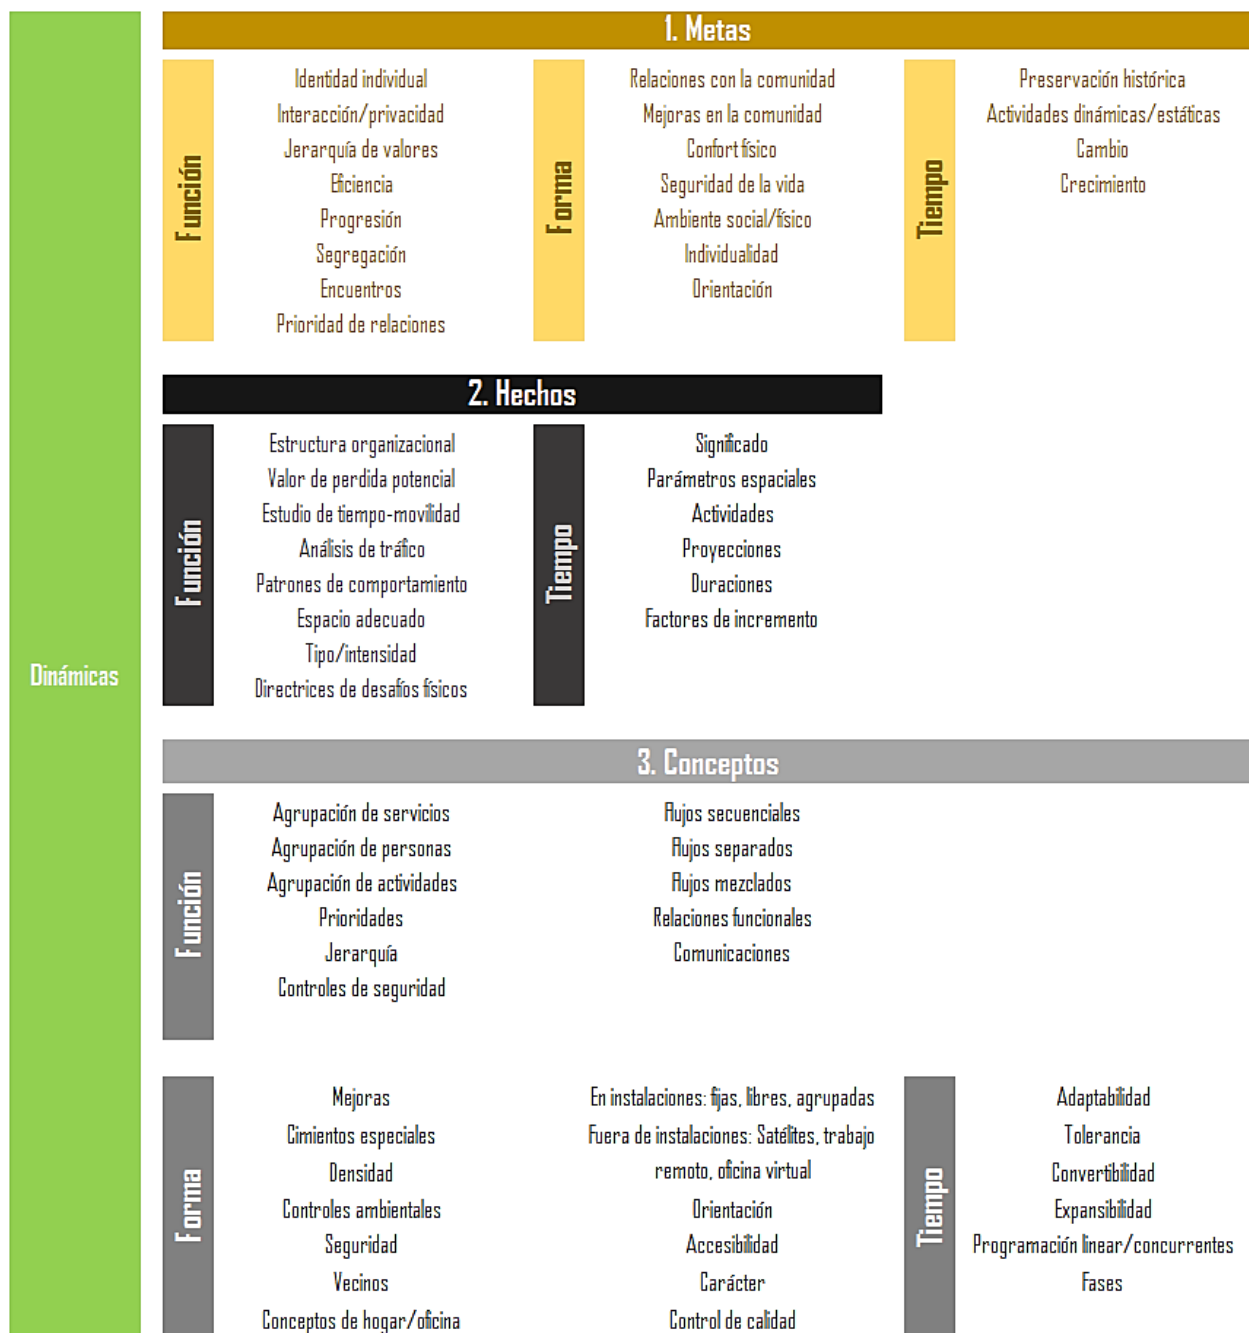 Dinámicas
1. Metas
Función
Identidad individual
Interacción/privacidad
Jerarquía de valores
Eficiencia
Progresión
Segregación
Encuentros
Prioridad de relaciones
Forma
Relaciones con la comunidad
Mejoras en la comunidad
Confort físico
Seguridad de la vida
Ambiente social/físico
Individualidad
Orientación
Tiempo
Preservación histórica
Actividades dinámicas/estáticas
Cambio
Crecimiento
2. Hechos
Función
Estructura organizacional
Valor de perdida potencial
Estudio de tiempo-movilidad
Análisis de tráfico
Patrones de comportamiento
Espacio adecuado
Tipo/intensidad
Directrices de desafíos físicos
Tiempo
Significado
Parámetros espaciales
Actividades
Proyecciones
Duraciones
Factores de incremento
3. Conceptos
Función
Agrupación de servicios
Agrupación de personas
Agrupación de actividades
Prioridades
Jerarquía
Controles de seguridad
Flujos secuenciales
Flujos separados
Flujos mezclados
Relaciones funcionales
Comunicaciones
Forma
Mejoras
Cimientos especiales
Densidad
Controles ambientales
Seguridad
Vecinos
Conceptos de hogar/oficina
En instalaciones: fijas, libres, agrupadas
Fuera de instalaciones: Satélites, trabajo
remoto, oficina virtual
Orientación
Accesibilidad
Carácter
Control de calidad
Tiempo
Adaptabilidad
Tolerancia
Convertibilidad
Expansibilidad
Programación linear/concurrentes
Fases